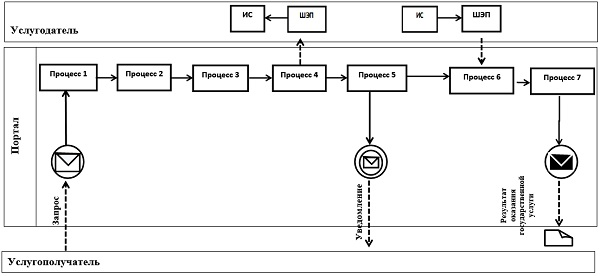 ИС
ШЭП
ИС
ШЭП
Услугодатель
Процесс 1
Процесс 2
Процесс 3
Процесс 4
Процесс 5
Процесс 6
Процесс 7
Портал
Запрос
Уведомление
Результат
оказания
государственной
услуги
Услугополучатель